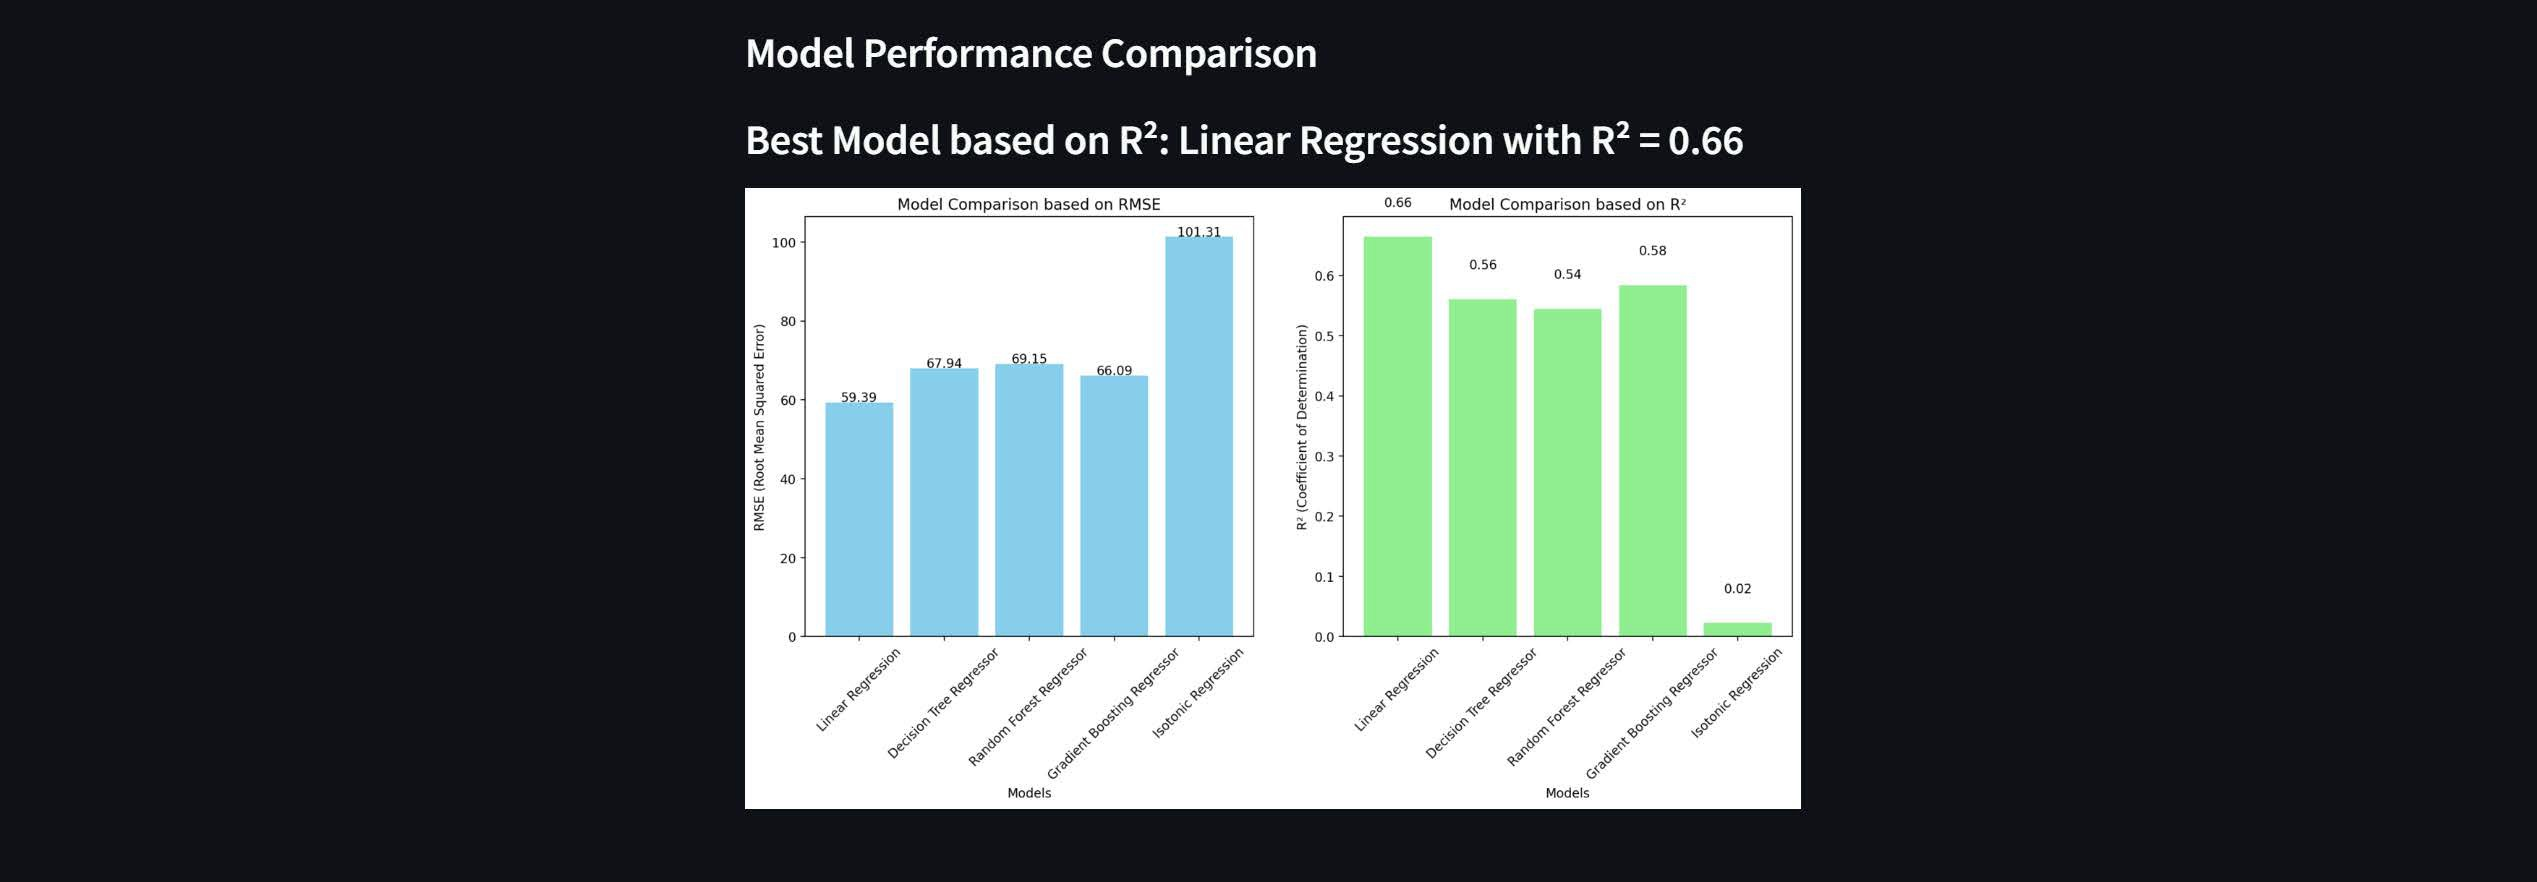 Model Performance Comparison
Best Model based on R²: Linear Regression with R² = 0.66
Model Comparison based on RMSE
RMSE (Root Mean Squared Error)
100
80
60
40
20
0
59.39
67.94
69.15
66.09
101.31
Linear Regression
Decision Tree Regressor
Random Forest Regressor
Gradient Boosting Regressor
Isotonic Regression
Models
Model Comparison based on R²
R² (Coefficient of Determination)
0.6
0.5
0.4
0.3
0.2
0.1
0.0
0.66
0.56
0.54
0.58
0.02
Linear Regression
Decision Tree Regressor
Random Forest Regressor
Gradient Boosting Regressor
Isotonic Regression
Models